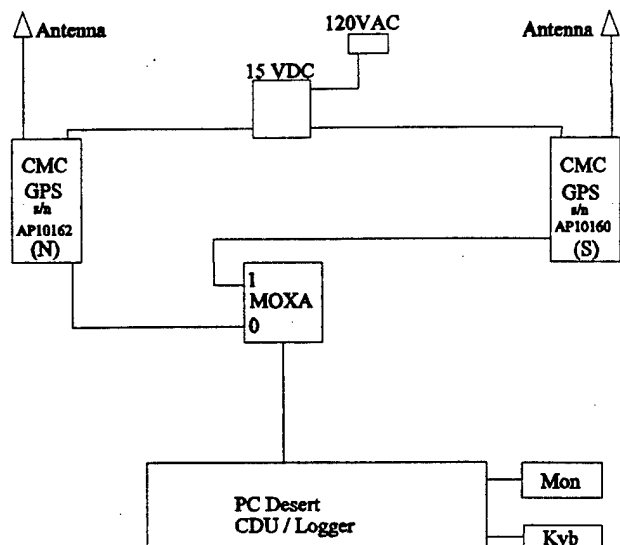 120VAC
Antenna
Antenna
15 VDC
CMC
GPS
s/n
AP10162
(N)
CMC
GPS
s/n
AP10160
(S)
1
MOXA
0
PC Desert
CDU / Logger
Mon
Kyb